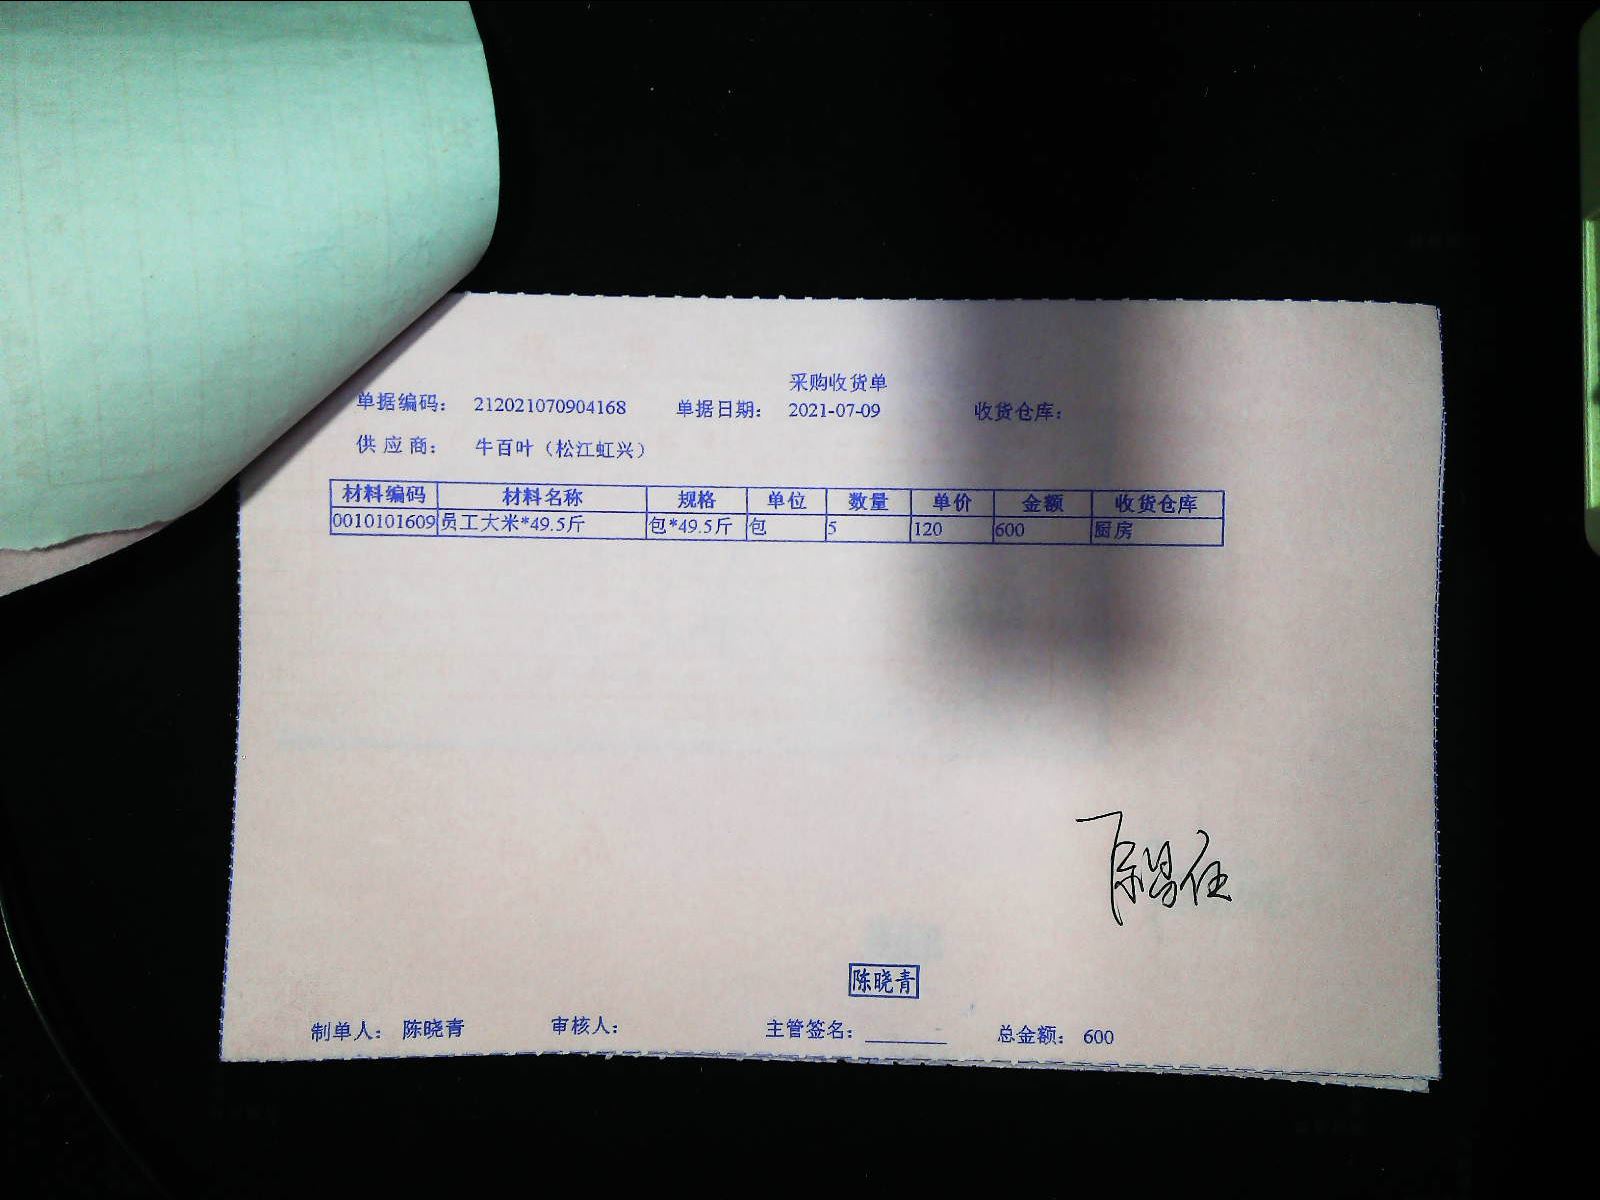 采购收货单
单据编码： 212021070904168 单据日期： 2021-07-09 收货仓库：
供应商： 牛百叶（松江虹兴）
材料编码 材料名称 规格 单位 数量 单价 金额 收货仓库
0010101609 员工大米*49.5斤 包*49.5斤 包 5 120 600 厨房
陈晓青
制单人： 陈晓青 审核人： 主管签名： 总金额： 600